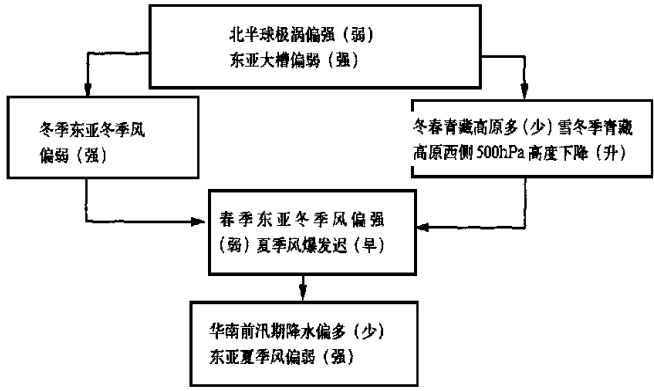 北半球极涡偏强（弱）
东亚大槽偏弱（强）
冬季东亚冬季风
偏弱（强）
冬春青藏高原多（少）雪冬季青藏
高原西侧500hPa高度下降（升）
春季东亚冬季风偏强
（弱）夏季风爆发迟（早）
华南前汛期降水偏多（少）
东亚夏季风偏弱（强）